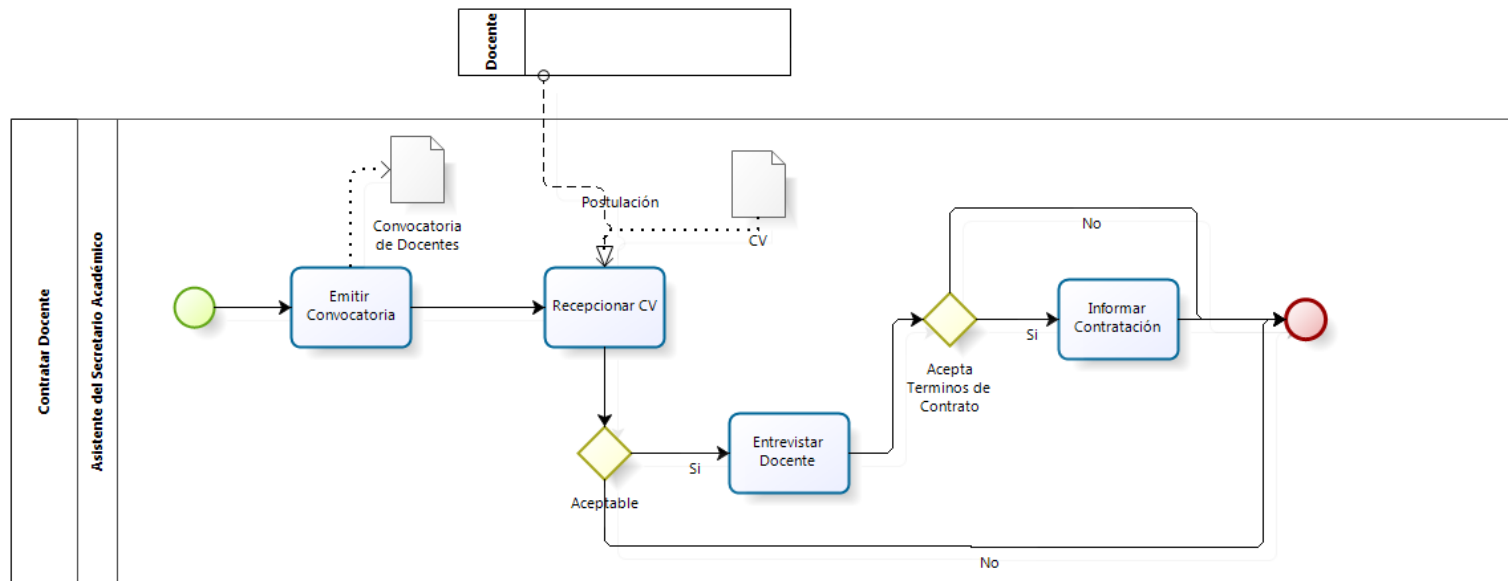 Docente
Contratar Docente
Asistente del Secretario Académico
Convocatoria
de Docentes
Postulación
CV
Emitir
Convocatoria
Recepcionar CV
No
Informar
Contratación
Si
Acepta
Terminos de
Contrato
Entrevistar
Docente
Si
Aceptable
No